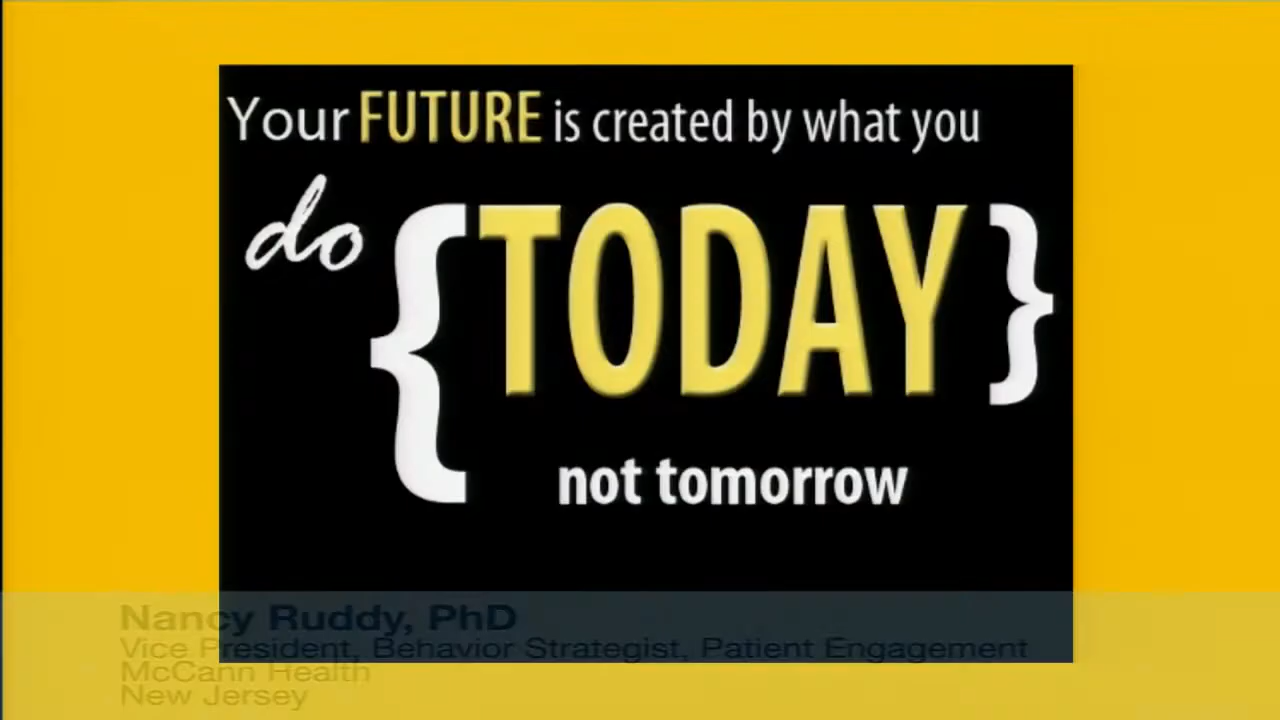 Your FUTURE is created by what you
do { TODAY }
not tomorrow
Nancy Ruddy, PhD
Vice President, Behavior Strategist, Patient Engagement
McCann Health
New Jersey